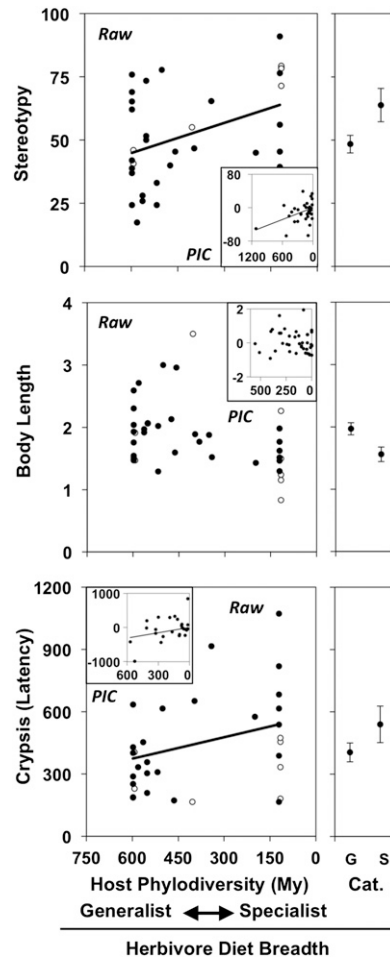 Raw
Stereotypy
100
75
50
25
0
80
0
-80
1200 600 0
PIC
Raw
Body Length
4
3
2
1
0
2
0
-2
500 250 0
PIC
1000
0
-1000
600 300 0
Raw
PIC
Crypsis (Latency)
1200
900
600
300
0
750 600 450 300 150 0
G S
Host Phylodiversity (My)
Cat.
Generalist Specialist
Herbivore Diet Breadth